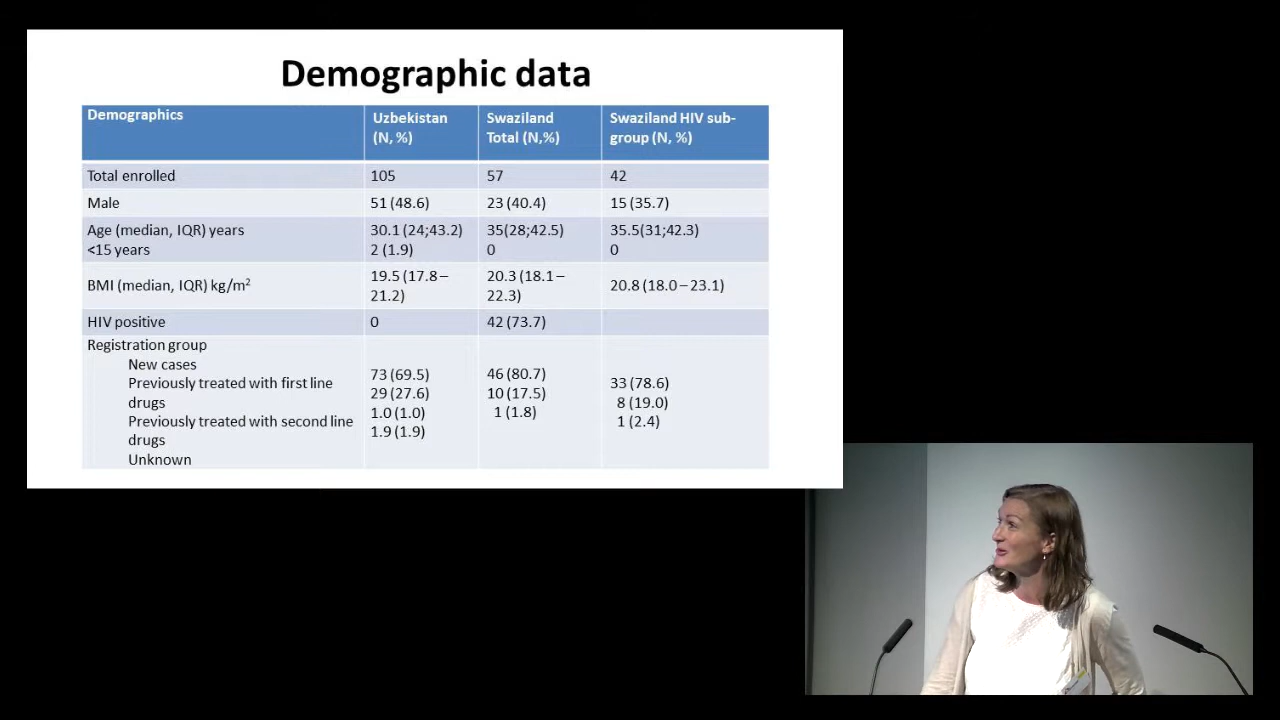 Demographic data
Demographics
Uzbekistan
(N, %)
Swaziland
Total (N,%)
Swaziland HIV sub-
group (N, %)
Total enrolled
105
57
42
Male
51 (48.6)
23 (40.4)
15 (35.7)
Age (median, IQR) years
<15 years
30.1 (24;43.2)
2 (1.9)
35(28;42.5)
0
35.5(31;42.3)
0
BMI (median, IQR) kg/m²
19.5 (17.8–
21.2)
20.3 (18.1–
22.3)
20.8 (18.0–23.1)
HIV positive
0
42 (73.7)
Registration group
New cases
Previously treated with first line
drugs
Previously treated with second line
drugs
Unknown
73 (69.5)
29 (27.6)
1.0 (1.0)
1.9 (1.9)
46 (80.7)
10 (17.5)
1 (1.8)
33 (78.6)
8 (19.0)
1 (2.4)